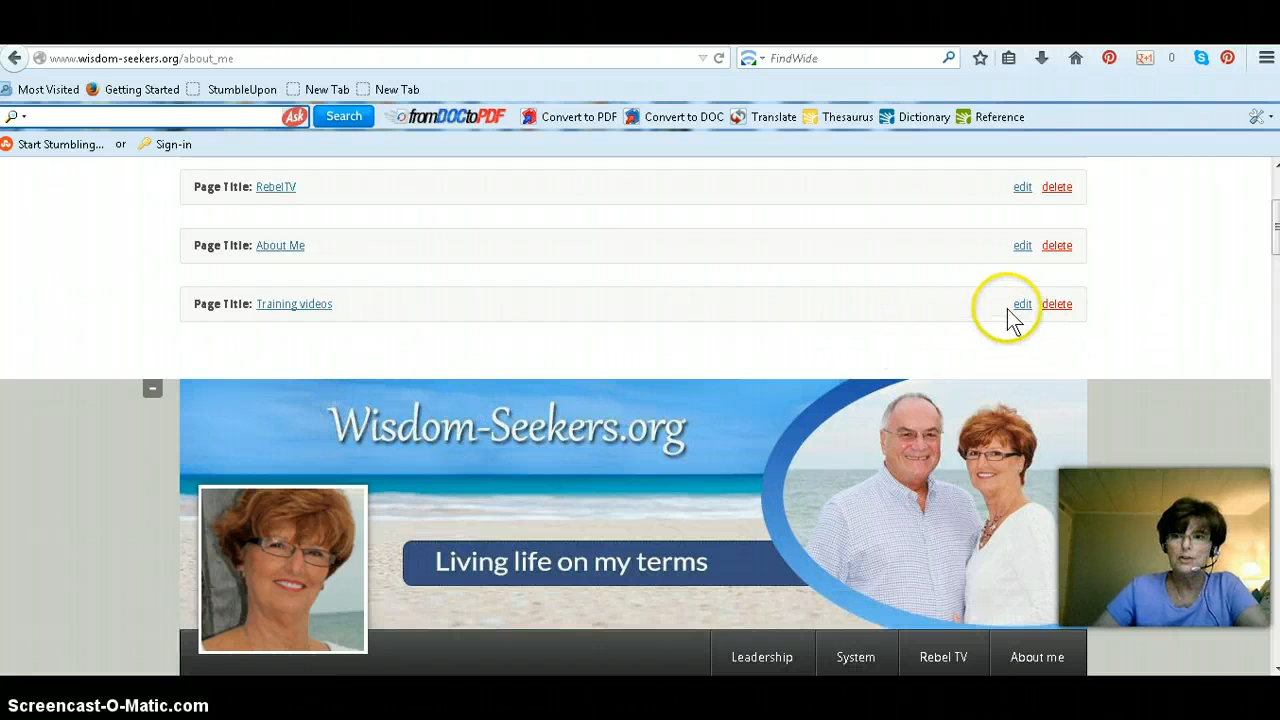 www.wisdom-seekers.org/about_me
FindWide
0
Most Visited Getting Started StumbleUpon New Tab New Tab
Ask Search fromDOCtoPDF Convert to PDF Convert to DOC Translate Thesaurus Dictionary Reference
Start Stumbling... or Sign-in
Page Title: RebelTV edit delete
Page Title: About Me edit delete
Page Title: Training videos edit delete
Wisdom-Seekers.org
Living life on my terms
Leadership System Rebel TV About me
Screencast-O-Matic.com